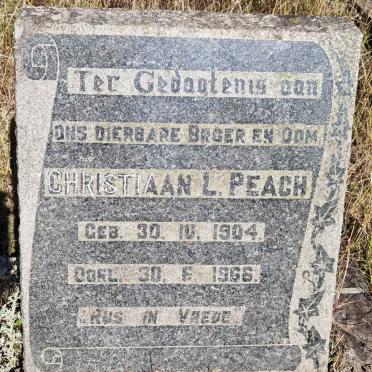 Ter Gedagtenis aan
ons dierbare broer en oom
Christiaan L. Peach
Geb. 30. 10. 1904.
Oorl. 30. 6. 1966.
Rus in Vrede